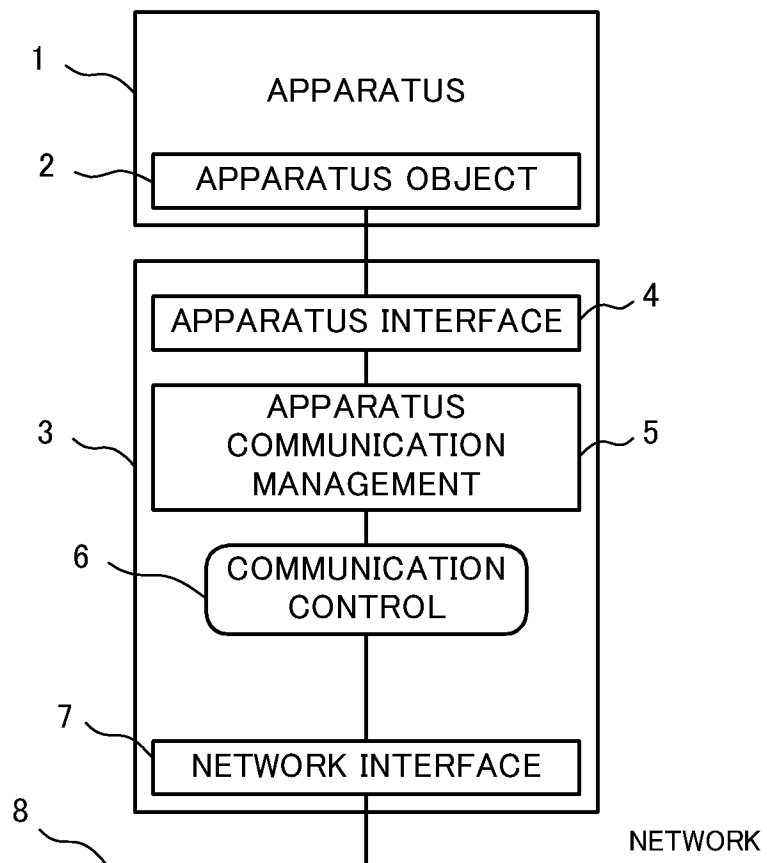 1
APPARATUS
2
APPARATUS OBJECT
4
APPARATUS INTERFACE
3
APPARATUS
COMMUNICATION
MANAGEMENT
5
6
COMMUNICATION
CONTROL
7
NETWORK INTERFACE
8
NETWORK